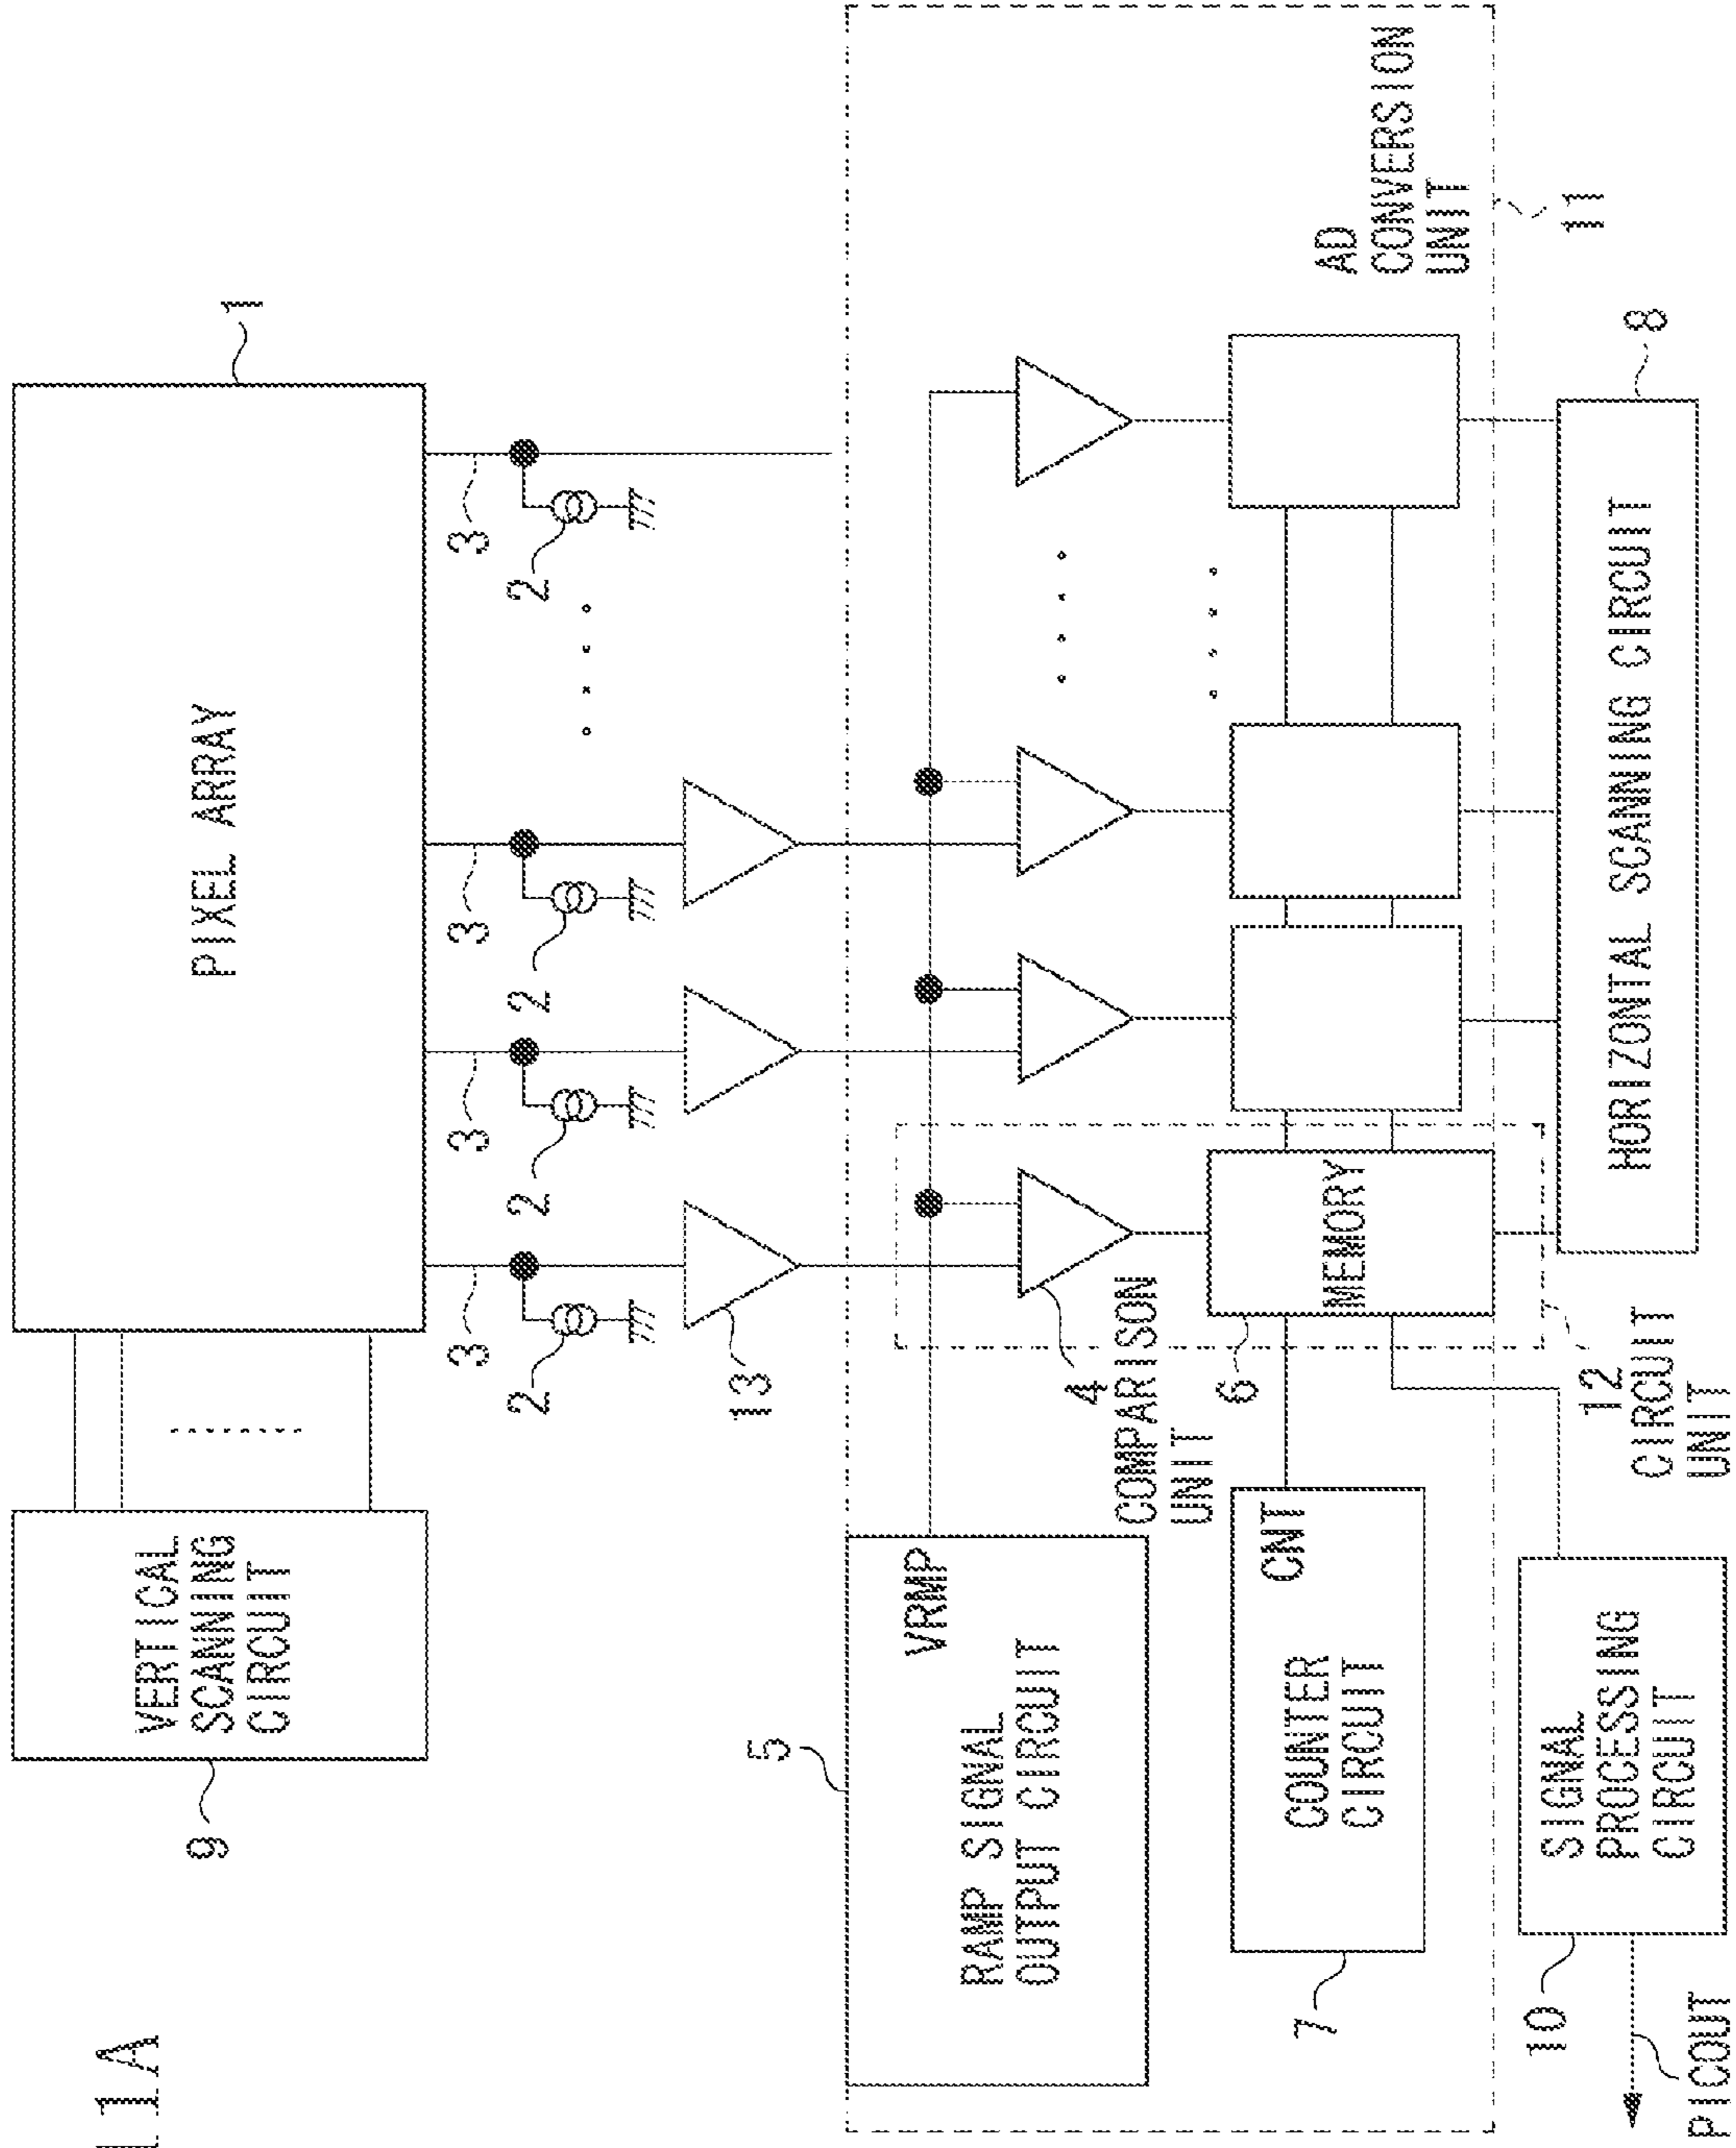 11A
VERTICAL
SCANNING
CIRCUIT
9
PIXEL ARRAY
1
3
3
3
3
2
2
2
2
13
5
VRMP
RAMP SIGNAL
OUTPUT CIRCUIT
4
COMPARISON
UNIT
AD
CONVERSION
UNIT
11
6
MEMORY
CNT
COUNTER
CIRCUIT
7
12
CIRCUIT
UNIT
HORIZONTAL SCANNING CIRCUIT
8
SIGNAL
PROCESSING
CIRCUIT
10
PICOUT